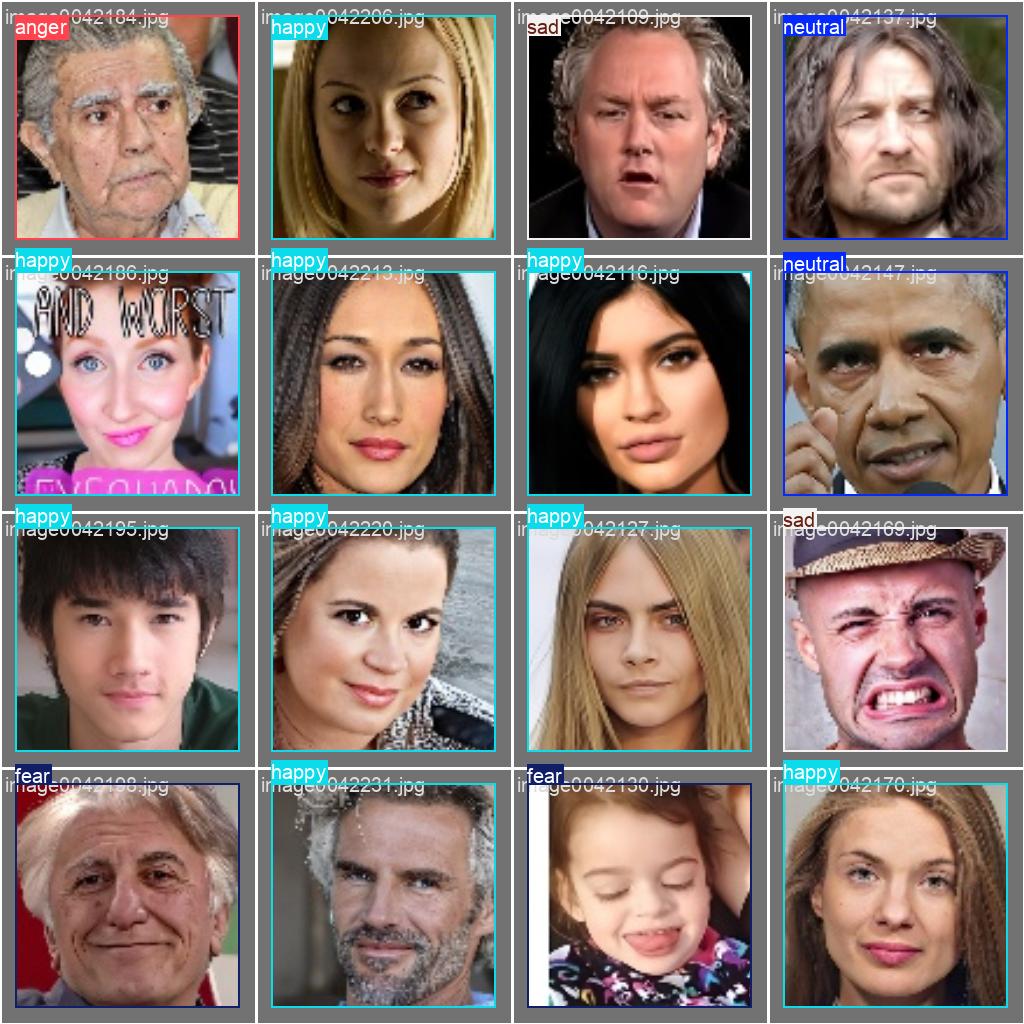 image0042184.jpg
anger
image0042206.jpg
happy
image0042109.jpg
sad
image0042137.jpg
neutral
happy
image0042186.jpg
AND WORST
happy
image0042213.jpg
happy
image0042116.jpg
neutral
image0042147.jpg
happy
image0042195.jpg
happy
image0042220.jpg
happy
image0042127.jpg
sad
image0042169.jpg
fear
image0042198.jpg
happy
image0042231.jpg
fear
image0042130.jpg
happy
image0042170.jpg